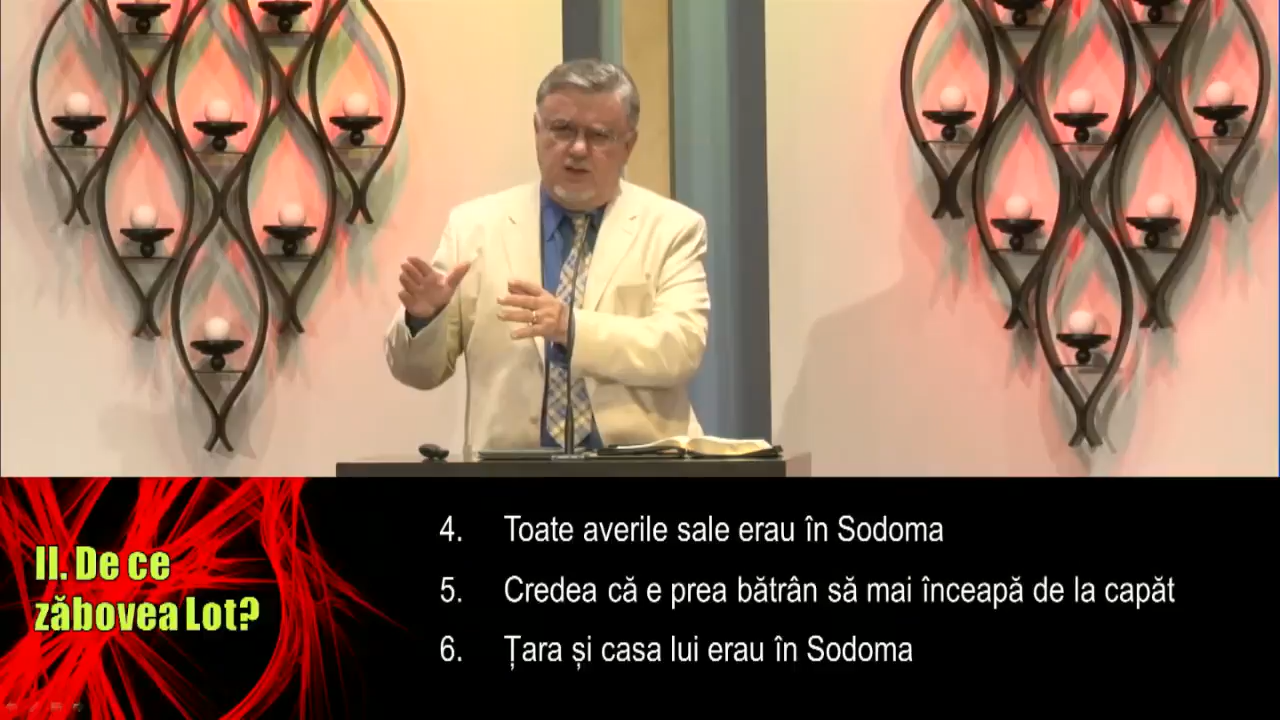 II. De ce
zăbovea Lot?
4. Toate averile sale erau în Sodoma
5. Credea că e prea bătrân să mai înceapă de la capăt
6. Țara și casa lui erau în Sodoma